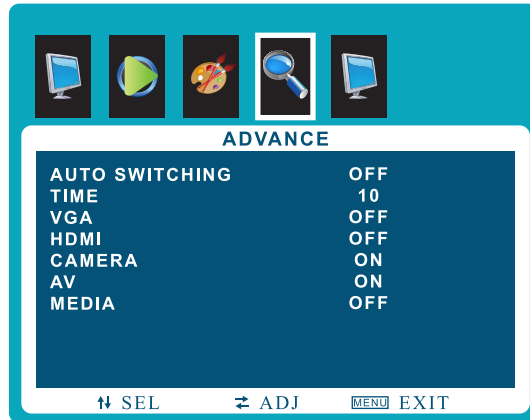 ADVANCE
AUTO SWITCHING OFF
TIME 10
VGA OFF
HDMI OFF
CAMERA ON
AV ON
MEDIA OFF
⇅ SEL ⇄ ADJ MENU EXIT